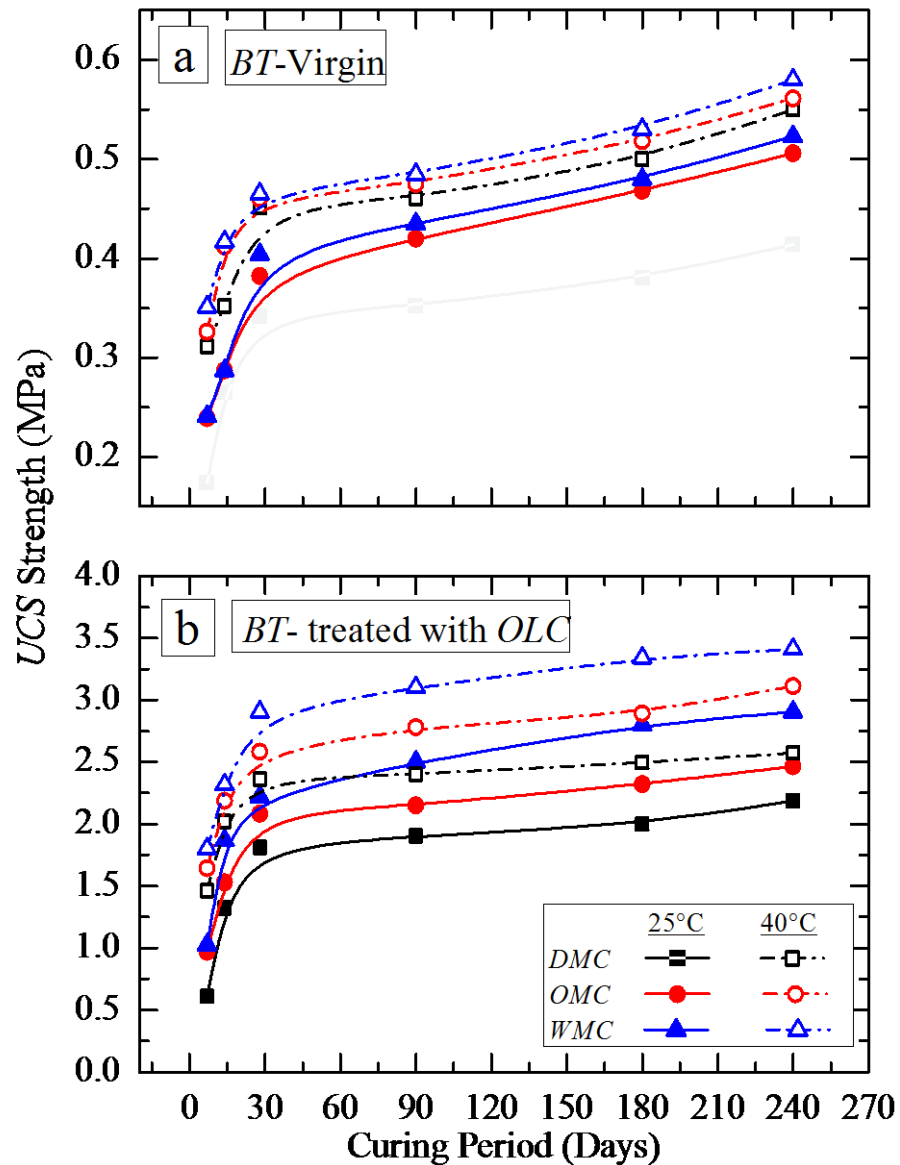 a BT-Virgin
0.6
0.5
0.4
0.3
0.2
UCS Strength (MPa)
b BT- treated with OLC
4.0
3.5
3.0
2.5
2.0
1.5
1.0
0.5
0.0
25°C 40°C
DMC
OMC
WMC
0 30 60 90 120 150 180 210 240 270
Curing Period (Days)